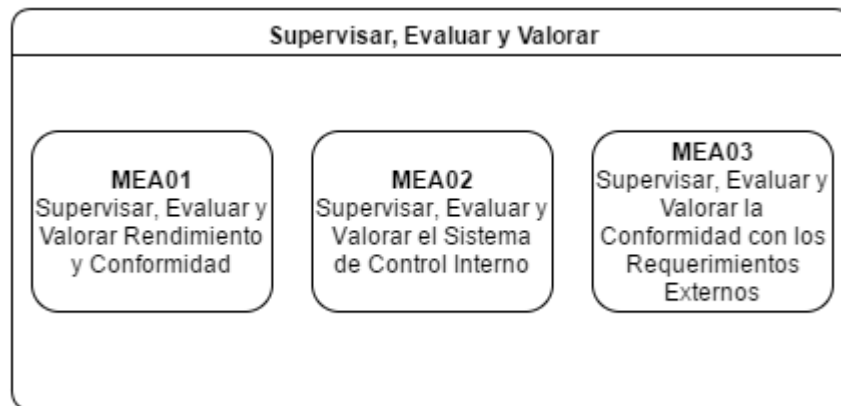 Supervisar, Evaluar y Valorar
MEA01
Supervisar, Evaluar y
Valorar Rendimiento
y Conformidad
MEA02
Supervisar, Evaluar y
Valorar el Sistema
de Control Interno
MEA03
Supervisar, Evaluar y
Valorar la
Conformidad con los
Requerimientos
Externos